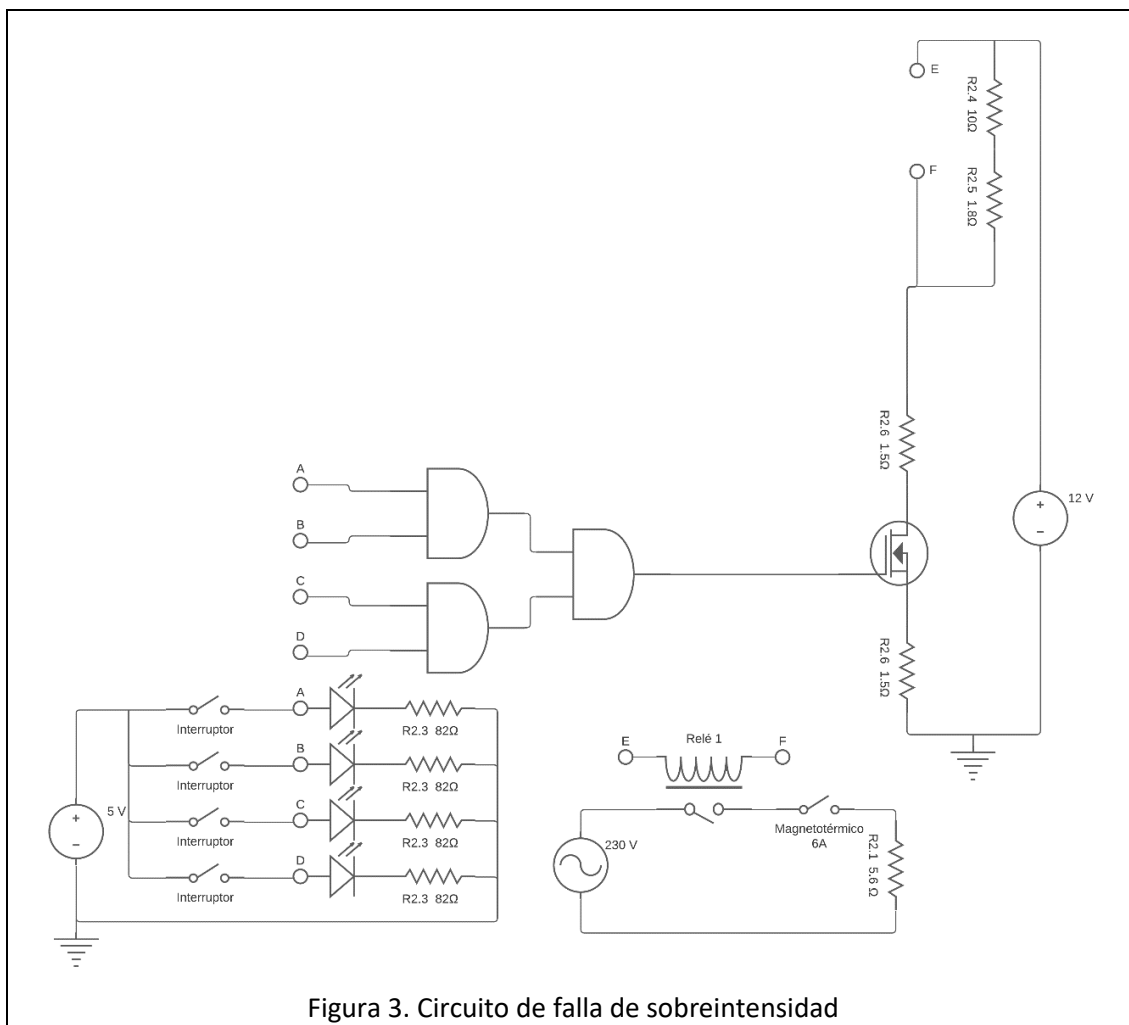 E
R2.4 10Ω
F
R2.5 1.8Ω
R2.6 1.5Ω
A
B
12 V
+
−
C
D
R2.6 1.5Ω
A
Interruptor
R2.3 82Ω
B
Interruptor
R2.3 82Ω
C
Interruptor
R2.3 82Ω
D
Interruptor
R2.3 82Ω
5 V
+
−
E
Relé 1
F
Magnetotérmico
6A
230 V
R2.1 5.6 Ω
Figura 3. Circuito de falla de sobreintensidad